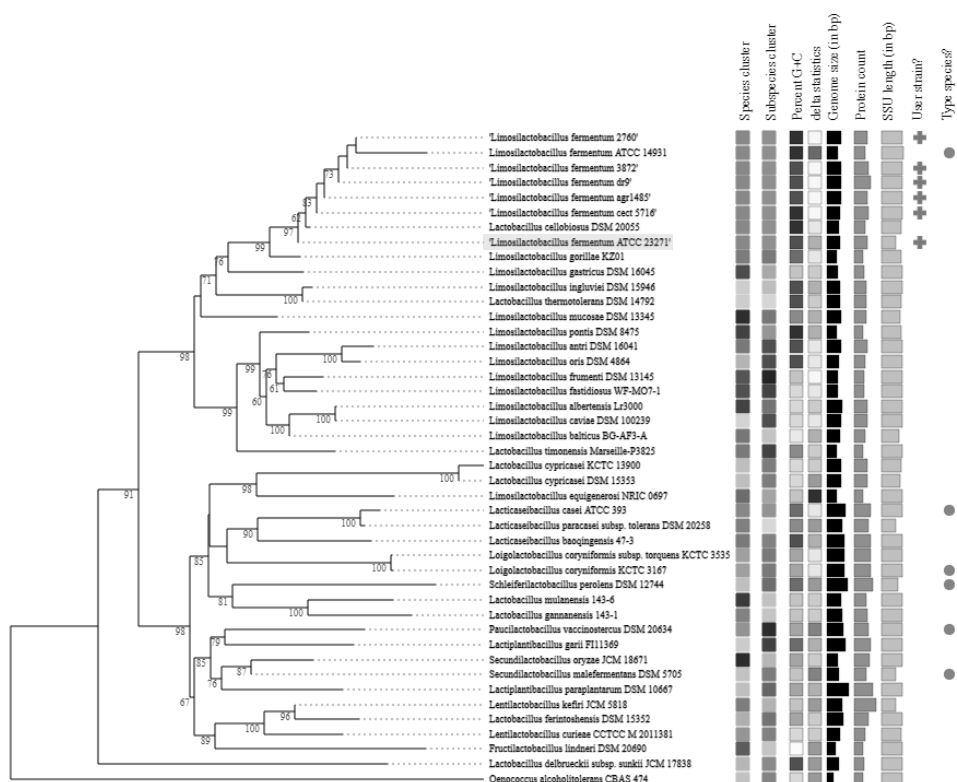 Species cluster
Subspecies cluster
Percent G+C
delta statistics
Genome size (in bp)
Protein count
SSU length (in bp)
User strain?
Type species?
'Limosilactobacillus fermentum 2760'
Limosilactobacillus fermentum ATCC 14931
'Limosilactobacillus fermentum 3872'
73
'Limosilactobacillus fermentum dr9'
'Limosilactobacillus fermentum agr1485'
83
'Limosilactobacillus fermentum cect 5716'
62
Lactobacillus cellobiosus DSM 20055
97
'Limosilactobacillus fermentum ATCC 23271'
99
Limosilactobacillus gorillae KZ01
76
Limosilactobacillus gastricus DSM 16045
71
Limosilactobacillus ingluviei DSM 15946
100
Lactobacillus thermotolerans DSM 14792
Limosilactobacillus mucosae DSM 13345
Limosilactobacillus pontis DSM 8475
Limosilactobacillus antri DSM 16041
98
100
Limosilactobacillus oris DSM 4864
99
76
Limosilactobacillus frumenti DSM 13145
61
Limosilactobacillus fastidiosus WF-MO7-1
60
Limosilactobacillus albertensis Lr3000
99
100
Limosilactobacillus caviae DSM 100239
100
Limosilactobacillus balticus BG-AF3-A
Lactobacillus timonensis Marseille-P3825
Lactobacillus cypricasei KCTC 13900
100
Lactobacillus cypricasei DSM 15353
98
91
Limosilactobacillus equigenerosi NRIC 0697
Lacticaseibacillus casei ATCC 393
100
Lacticaseibacillus paracasei subsp. tolerans DSM 20258
90
Lacticaseibacillus baoqingensis 47-3
85
Loigolactobacillus coryniformis subsp. torquens KCTC 3535
100
Loigolactobacillus coryniformis KCTC 3167
Schleiferilactobacillus perolens DSM 12744
81
Lactobacillus mulanensis 143-6
100
Lactobacillus gannanensis 143-1
98
Paucilactobacillus vaccinostercus DSM 20634
79
Lactiplantibacillus garii FI11369
85
Secundilactobacillus oryzae JCM 18671
87
Secundilactobacillus malefermentans DSM 5705
76
Lactiplantibacillus paraplantarum DSM 10667
67
Lentilactobacillus kefiri JCM 5818
96
Lactobacillus ferintoshensis DSM 15352
100
Lentilactobacillus curieae CCTCC M 2011381
89
Fructilactobacillus lindneri DSM 20690
Lactobacillus delbrueckii subsp. sunkii JCM 17838
Oenococcus alcoholitolerans CBAS 474